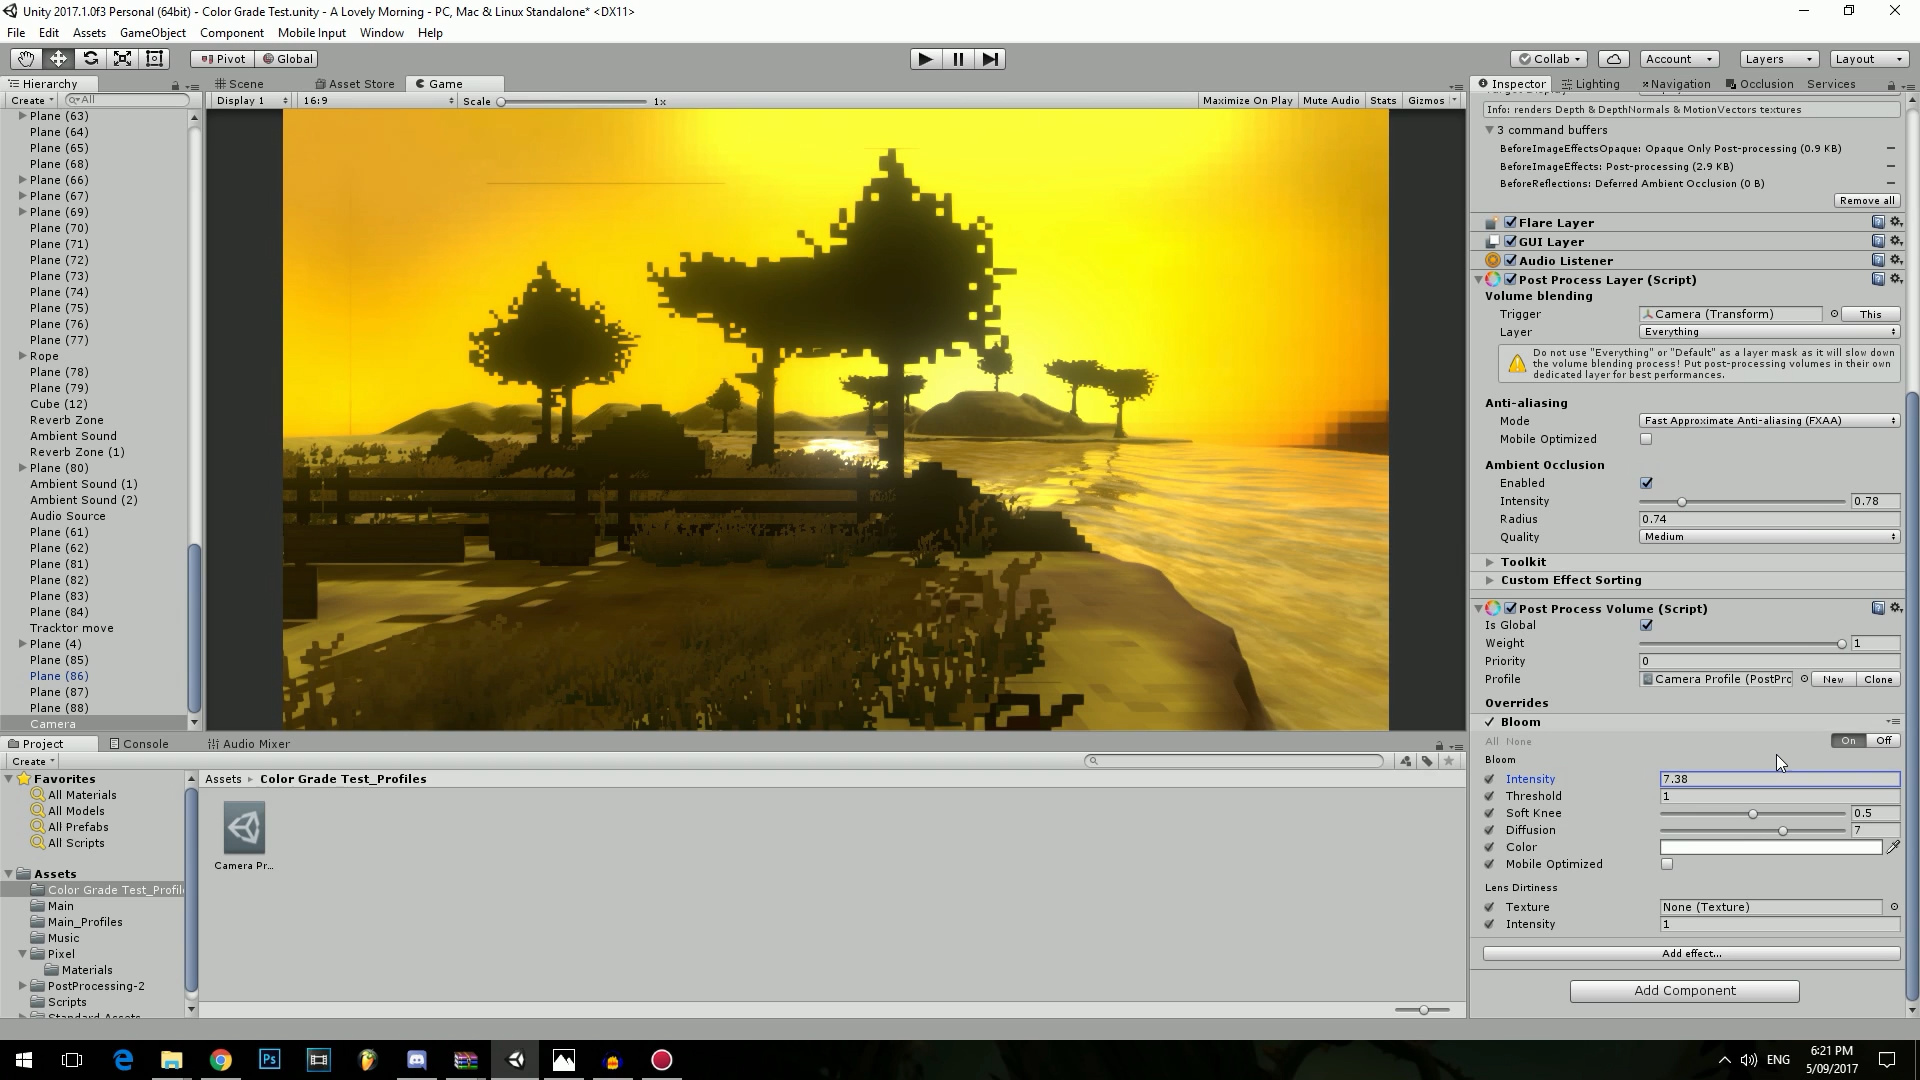 Unity 2017.1.0f3 Personal (64bit) - Color Grade Test.unity - A Lovely Morning - PC, Mac & Linux Standalone* <DX11>
File Edit Assets GameObject Component Mobile Input Window Help
Pivot Global Collab Account Layers Layout
Hierarchy Scene Asset Store Game Inspector Lighting Navigation Occlusion Services
Create All Display 1 16:9 Scale 1x Maximize On Play Mute Audio Stats Gizmos
Plane (63)
Plane (64)
Plane (65)
Plane (68)
Plane (66)
Plane (67)
Plane (69)
Plane (70)
Plane (71)
Plane (72)
Plane (73)
Plane (74)
Plane (75)
Plane (76)
Plane (77)
Rope
Plane (78)
Plane (79)
Cube (12)
Reverb Zone
Ambient Sound
Reverb Zone (1)
Plane (80)
Ambient Sound (1)
Ambient Sound (2)
Audio Source
Plane (61)
Plane (62)
Plane (81)
Plane (82)
Plane (83)
Plane (84)
Tracktor move
Plane (4)
Plane (85)
Plane (86)
Plane (87)
Plane (88)
Camera
Info: renders Depth & DepthNormals & MotionVectors textures
3 command buffers
BeforeImageEffectsOpaque: Opaque Only Post-processing (0.9 KB)
BeforeImageEffects: Post-processing (2.9 KB)
BeforeReflections: Deferred Ambient Occlusion (0 B)
Remove all
Flare Layer
GUI Layer
Audio Listener
Post Process Layer (Script)
Volume blending
Trigger Camera (Transform) This
Layer Everything
Do not use "Everything" or "Default" as a layer mask as it will slow down
the volume blending process! Put post-processing volumes in their own
dedicated layer for best performances.
Anti-aliasing
Mode Fast Approximate Anti-aliasing (FXAA)
Mobile Optimized
Ambient Occlusion
Enabled
Intensity 0.78
Radius 0.74
Quality Medium
Toolkit
Custom Effect Sorting
Post Process Volume (Script)
Is Global
Weight 1
Priority 0
Profile Camera Profile (PostPro New Clone
Overrides
Bloom
All None On Off
Bloom
Intensity 7.38
Threshold 1
Soft Knee 0.5
Diffusion 7
Color
Mobile Optimized
Lens Dirtiness
Texture None (Texture)
Intensity 1
Add effect...
Add Component
Project Console Audio Mixer
Create
Favorites
All Materials
All Models
All Prefabs
All Scripts
Assets
Color Grade Test_Profil
Main
Main_Profiles
Music
Pixel
Materials
PostProcessing-2
Scripts
Standard Assets
Assets Color Grade Test_Profiles
Camera Pr...
Ps ENG
6:21 PM
5/09/2017